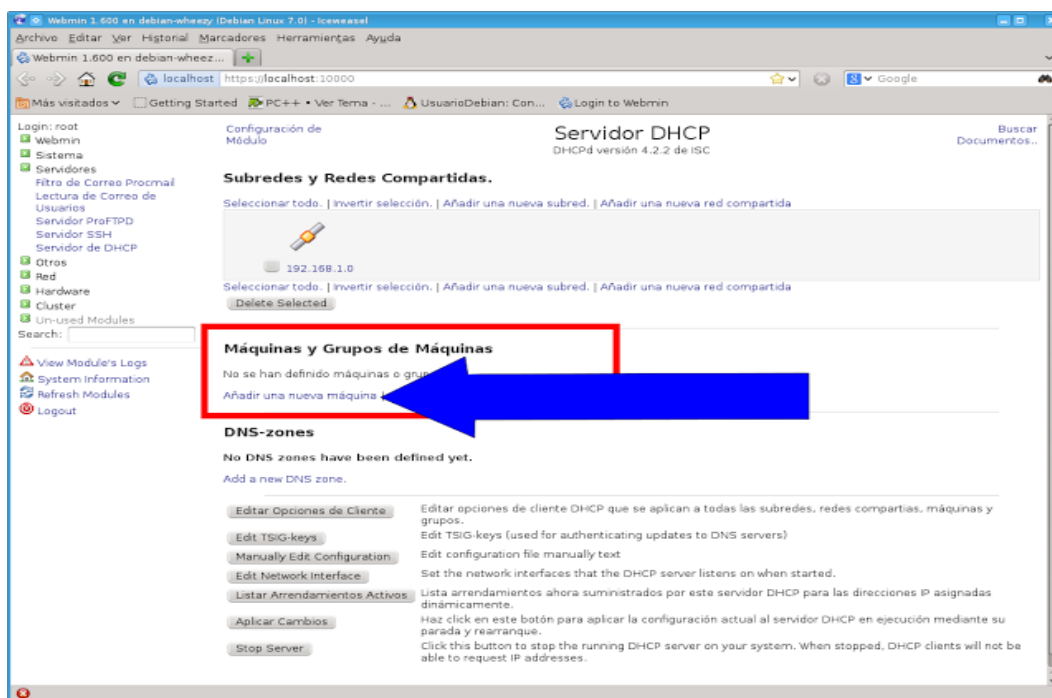 Webmin 1.600 en debian-wheezy (Debian Linux 7.0) - Iceweasel
Archivo Editar Ver Historial Marcadores Herramientas Ayuda
Webmin 1.600 en debian-wheez...
localhost https://localhost:10000 Google
Más visitados Getting Started PC++ • Ver Tema - ... UsuarioDebian: Con... Login to Webmin
Login: root
Webmin
Sistema
Servidores
Filtro de Correo Procmail
Lectura de Correo de
Usuarios
Servidor ProFTPD
Servidor SSH
Servidor de DHCP
Otros
Red
Hardware
Cluster
Un-used Modules
Search:
View Module's Logs
System Information
Refresh Modules
Logout
Configuración de
Módulo
Servidor DHCP
DHCPd versión 4.2.2 de ISC
Buscar
Documentos..
Subredes y Redes Compartidas.
Seleccionar todo. | Invertir selección. | Añadir una nueva subred. | Añadir una nueva red compartida
192.168.1.0
Seleccionar todo. | Invertir selección. | Añadir una nueva subred. | Añadir una nueva red compartida
Delete Selected
Máquinas y Grupos de Máquinas
No se han definido máquinas o
Añadir una nueva máquina
DNS-zones
No DNS zones have been defined yet.
Add a new DNS zone.
Editar Opciones de Cliente Editar opciones de cliente DHCP que se aplican a todas las subredes, redes compartias, máquinas y
grupos.
Edit TSIG-keys Edit TSIG-keys (used for authenticating updates to DNS servers)
Manually Edit Configuration Edit configuration file manually text
Edit Network Interface Set the network interfaces that the DHCP server listens on when started.
Listar Arrendamientos Activos Lista arrendamientos ahora suministrados por este servidor DHCP para las direcciones IP asignadas
dinámicamente.
Aplicar Cambios Haz click en este botón para aplicar la configuración actual al servidor DHCP en ejecución mediante su
parada y rearranque.
Stop Server Click this button to stop the running DHCP server on your system. When stopped, DHCP clients will not be
able to request IP addresses.